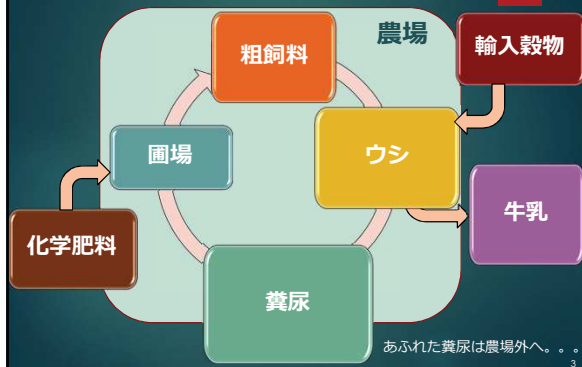 農場
粗飼料
輸入穀物
圃場
ウシ
牛乳
化学肥料
糞尿
あふれた糞尿は農場外へ。。。
3